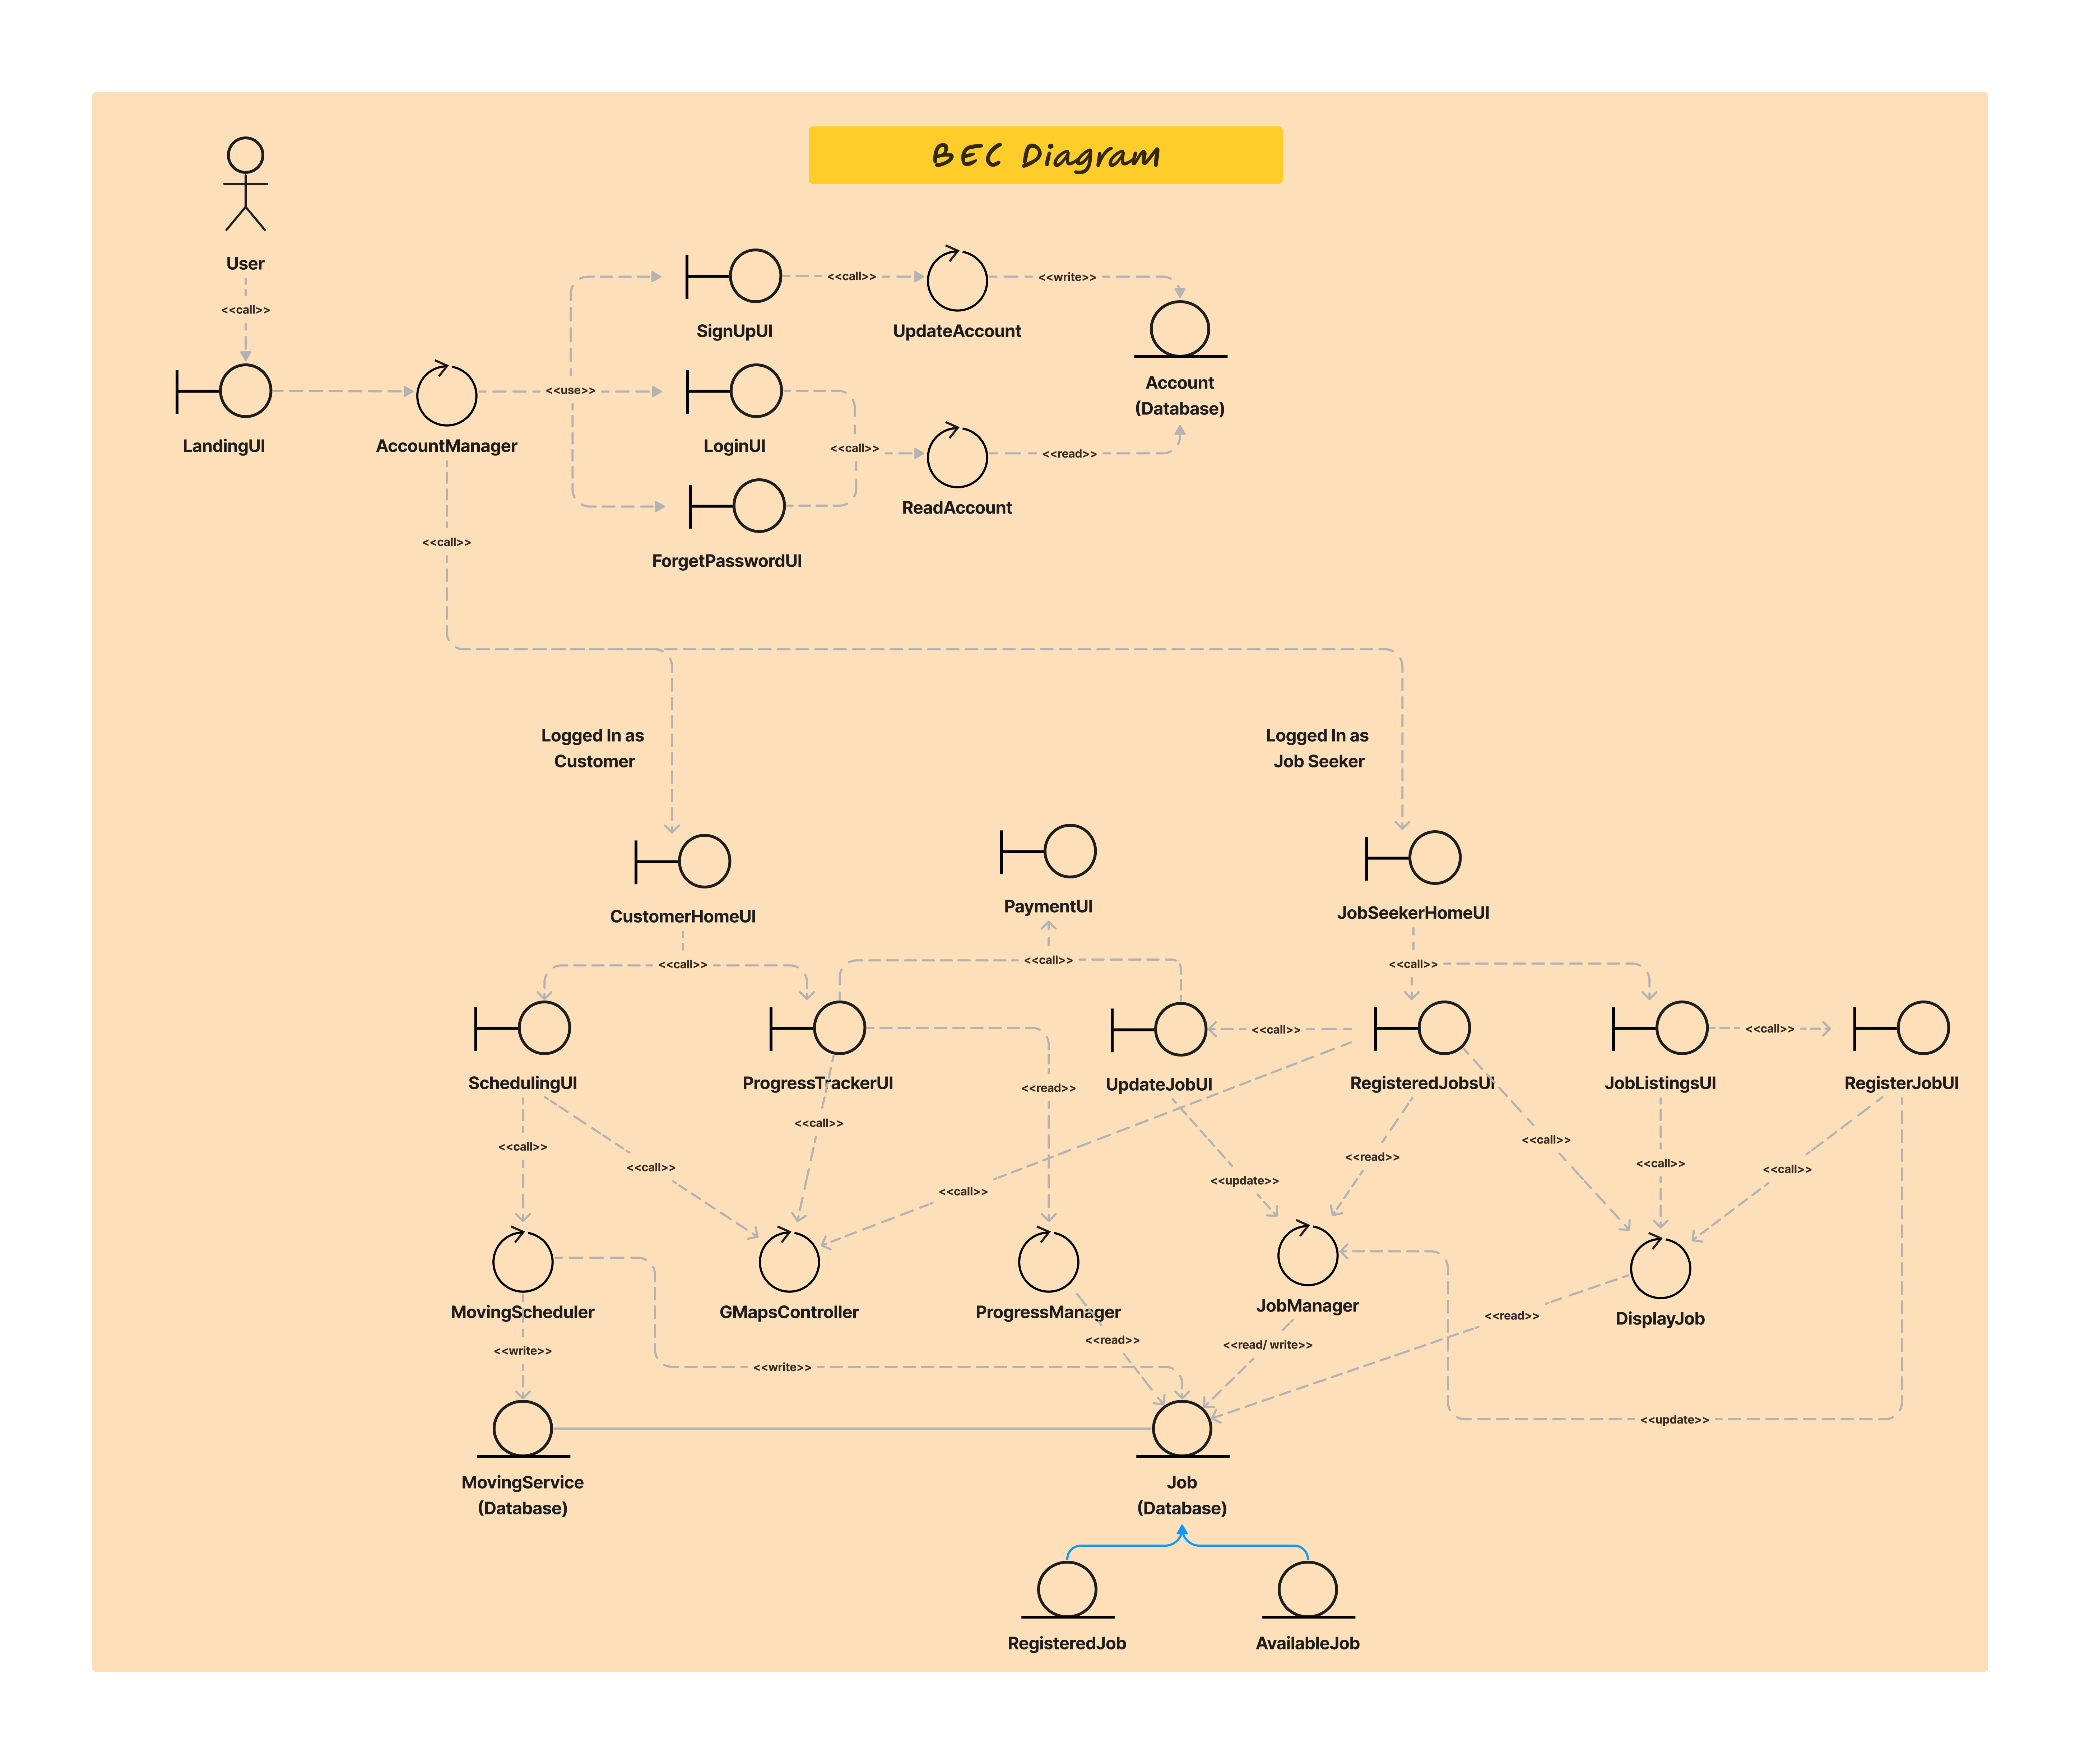 BEC Diagram
User
<<call>>
SignUpUI
<<call>>
UpdateAccount
<<write>>
Account
(Database)
LandingUI
AccountManager
<<use>>
LoginUI
<<call>>
ReadAccount
<<read>>
ForgetPasswordUI
<<call>>
Logged In as
Customer
Logged In as
Job Seeker
CustomerHomeUI
PaymentUI
JobSeekerHomeUI
<<call>>
<<call>>
<<call>>
SchedulingUI
ProgressTrackerUI
UpdateJobUI
<<call>>
RegisteredJobsUI
JobListingsUI
<<call>>
RegisterJobUI
<<call>>
<<call>>
<<call>>
<<read>>
<<call>>
<<update>>
<<read>>
<<call>>
<<call>>
<<call>>
MovingScheduler
GMapsController
ProgressManager
JobManager
DisplayJob
<<write>>
<<write>>
<<read>>
<<read/ write>>
<<read>>
<<update>>
MovingService
(Database)
Job
(Database)
RegisteredJob
AvailableJob